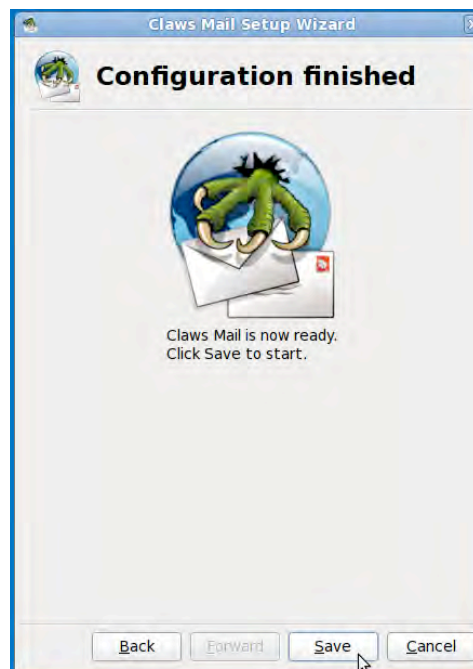 Claws Mail Setup Wizard
Configuration finished
Claws Mail is now ready.
Click Save to start.
Back Forward Save Cancel